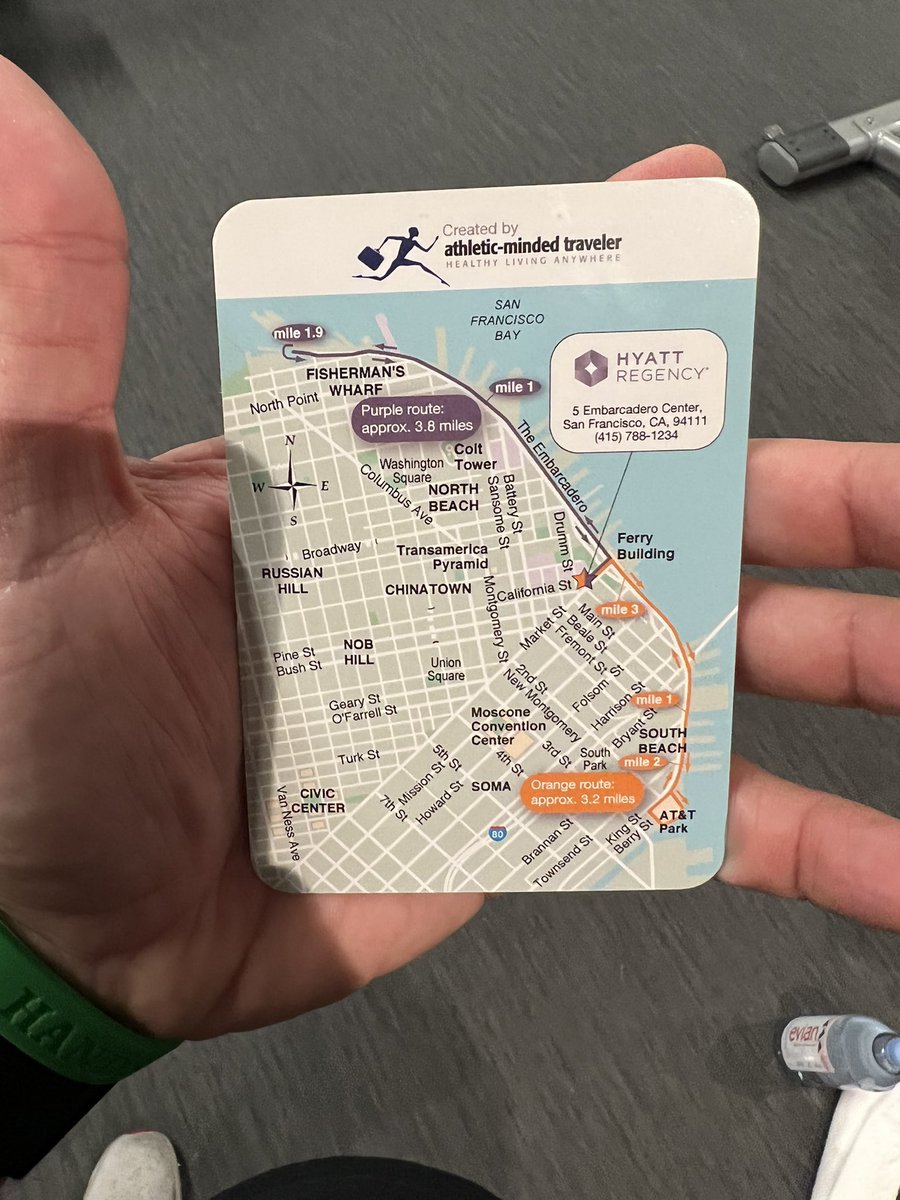 Created by
athletic-minded traveler
HEALTHY LIVING ANYWHERE
SAN
FRANCISCO
BAY
mile 1.9
HYATT
REGENCY
5 Embarcadero Center,
San Francisco, CA, 94111
(415) 788-1234
FISHERMAN'S
WHARF
mile 1
North Point
Purple route:
approx. 3.8 miles
The Embarcadero
Colt
Tower
Washington
Square
Columbus Ave
NORTH
BEACH
Battery St
Sansome St
N
W
E
S
Drumm St
Ferry
Building
Broadway
Transamerica
Pyramid
RUSSIAN
HILL
CHINATOWN
Montgomery St
California St
mile 3
Main St
Beale St
Fremont St
Market St
NOB
HILL
Pine St
Bush St
Union
Square
2nd St
New Montgomery
Folsom St
Harrison St
mile 1
Bryant St
Geary St
O'Farrell St
Moscone
Convention
Center
3rd St
SOUTH
BEACH
South
Park
mile 2
Turk St
5th St
4th St
Mission St
SOMA
Orange route:
approx. 3.2 miles
CIVIC
CENTER
7th St
Howard St
Van Ness Ave
80
Brannan St
Townsend St
King St
Berry St
AT&T
Park
HA
evian